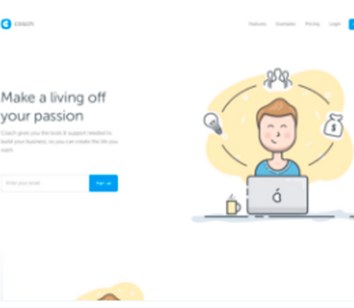 coach
Features Examples Pricing Login
Make a living off
your passion
Coach gives you the tools & support needed to
build your business, so you can create the life you
want.
Enter your email
Sign up
$